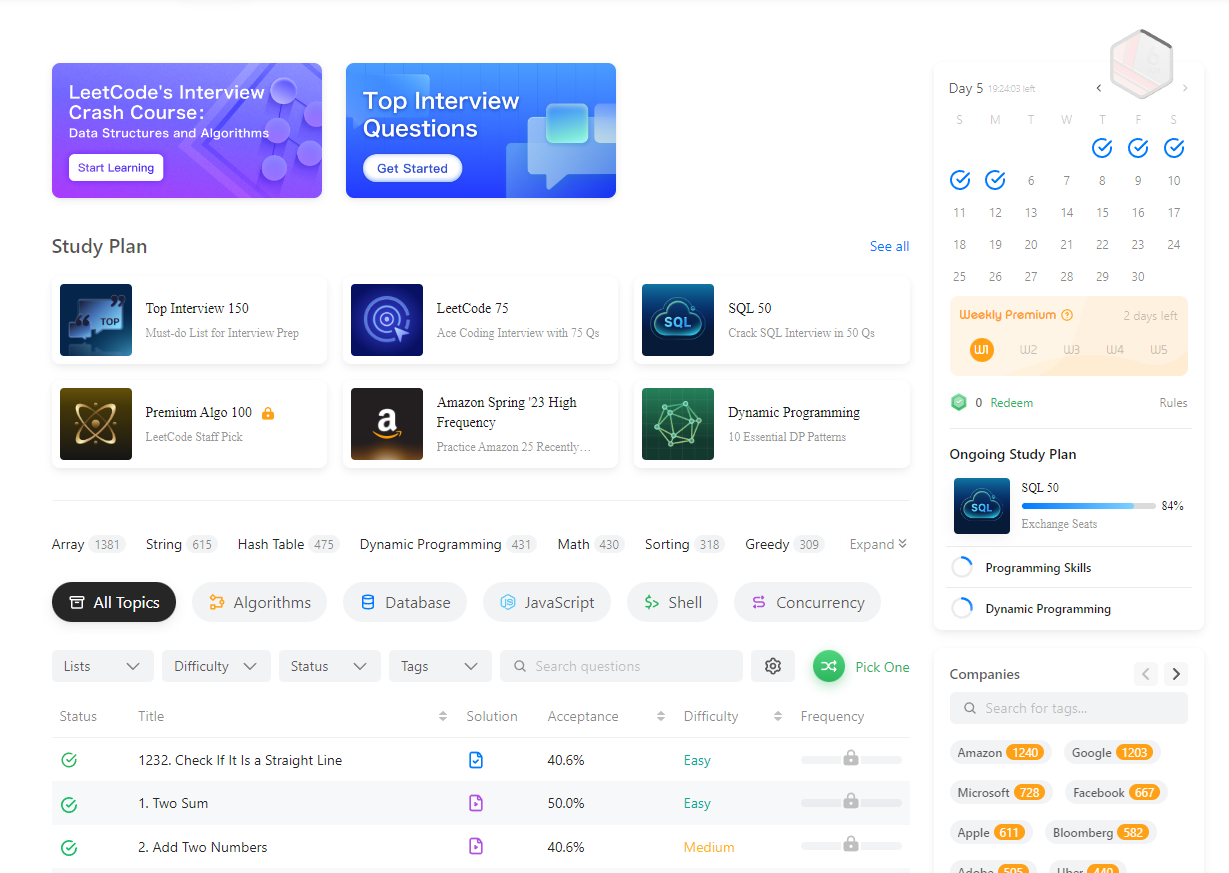 LeetCode's Interview
Crash Course:
Data Structures and Algorithms
Start Learning
Top Interview
Questions
Get Started
Study Plan
See all
TOP
Top Interview 150
Must-do List for Interview Prep
LeetCode 75
Ace Coding Interview with 75 Qs
SQL
SQL 50
Crack SQL Interview in 50 Qs
Premium Algo 100
LeetCode Staff Pick
a
Amazon Spring '23 High
Frequency
Practice Amazon 25 Recently…
Dynamic Programming
10 Essential DP Patterns
Array 1381 String 615 Hash Table 475 Dynamic Programming 431 Math 430 Sorting 318 Greedy 309 Expand
All Topics Algorithms Database JavaScript $> Shell Concurrency
Lists Difficulty Status Tags Search questions Pick One
Status Title Solution Acceptance Difficulty Frequency
1232. Check If It Is a Straight Line 40.6% Easy
1. Two Sum 50.0% Easy
2. Add Two Numbers 40.6% Medium
Day 5 19:24:03 left
S M T W T F S
6 7 8 9 10
11 12 13 14 15 16 17
18 19 20 21 22 23 24
25 26 27 28 29 30
Weekly Premium ? 2 days left
W1 W2 W3 W4 W5
0 Redeem Rules
Ongoing Study Plan
SQL
SQL 50
84%
Exchange Seats
Programming Skills
Dynamic Programming
Companies
Search for tags...
Amazon 1240 Google 1203
Microsoft 728 Facebook 667
Apple 611 Bloomberg 582
Adobe 505 Uber 440